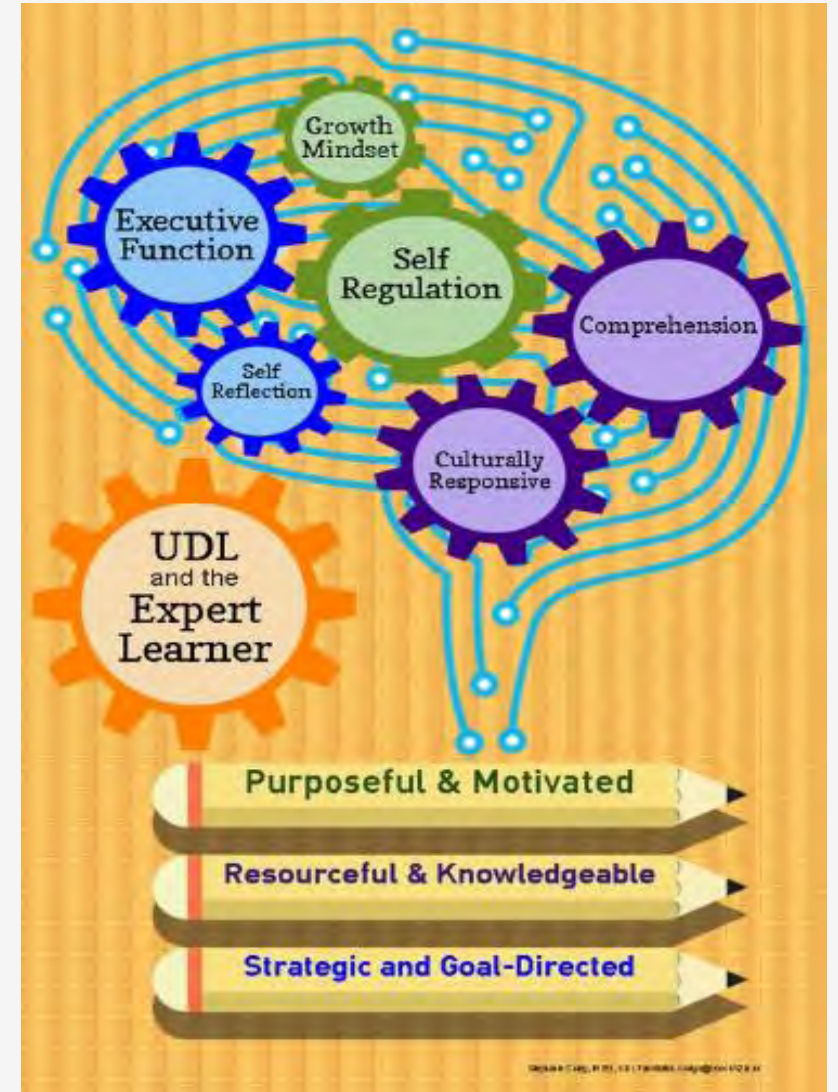 Growth
Mindset
Executive
Function
Self
Regulation
Comprehension
Self
Reflection
Culturally
Responsive
UDL
and the
Expert
Learner
Purposeful & Motivated
Resourceful & Knowledgeable
Strategic and Goal-Directed